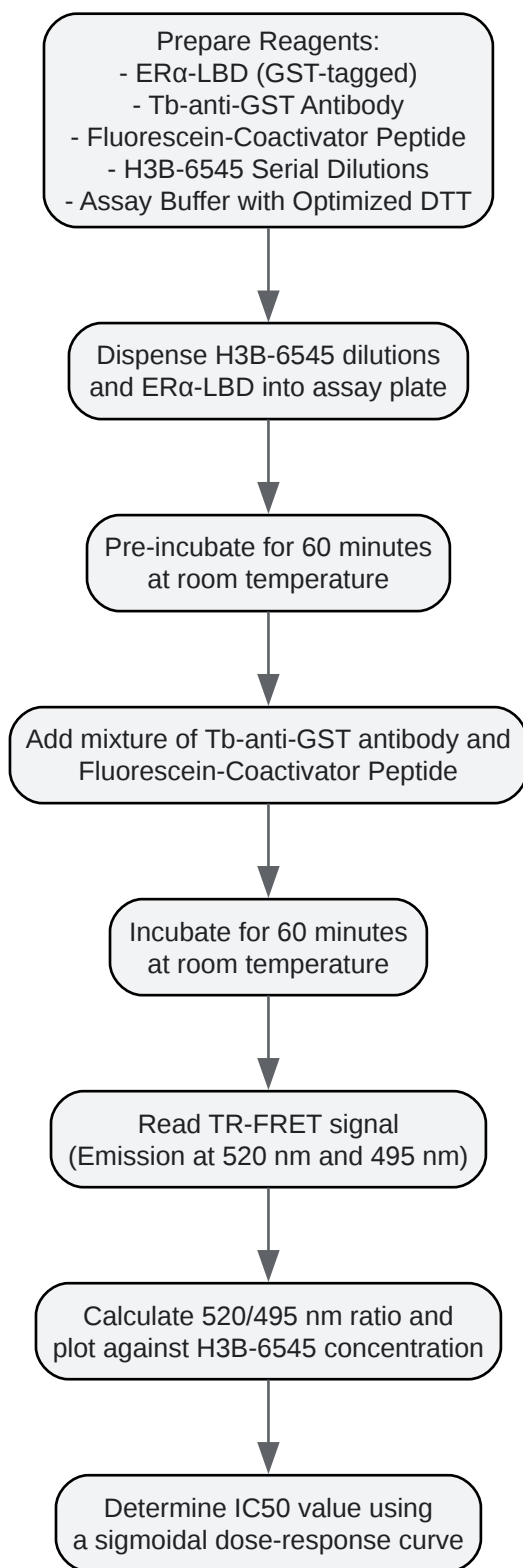 Prepare Reagents:
- ERα-LBD (GST-tagged)
- Tb-anti-GST Antibody
- Fluorescein-Coactivator Peptide
- H3B-6545 Serial Dilutions
- Assay Buffer with Optimized DTT
Dispense H3B-6545 dilutions
and ERα-LBD into assay plate
Pre-incubate for 60 minutes
at room temperature
Add mixture of Tb-anti-GST antibody and
Fluorescein-Coactivator Peptide
Incubate for 60 minutes
at room temperature
Read TR-FRET signal
(Emission at 520 nm and 495 nm)
Calculate 520/495 nm ratio and
plot against H3B-6545 concentration
Determine IC50 value using
a sigmoidal dose-response curve